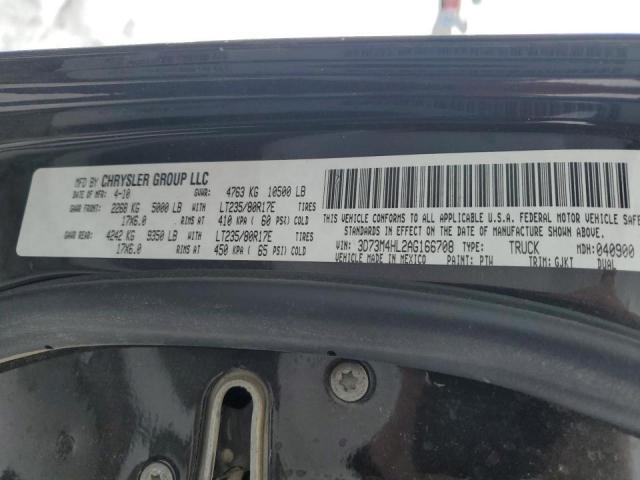 MFD BY CHRYSLER GROUP LLC
DATE OF MFR 4-10 GVWR: 4763 KG 10500 LB
GAWR FRONT: 2268 KG 5000 LB LT235/80R17E TIRES
17X6.0 RIMS AT 410 KPA ( 60 PSI) COLD
GAWR REAR: 4242 KG 9350 LB LT235/80R17E TIRES
17X6.0 RIMS AT 450 KPA ( 65 PSI) COLD
THIS VEHICLE CONFORMS TO ALL APPLICABLE U.S.A. FEDERAL MOTOR VEHICLE SAFE
STANDARDS IN EFFECT ON THE DATE OF MANUFACTURE SHOWN ABOVE.
VIN: 3D73M4HL2AG166708 TYPE: TRUCK MDH: 040900
VEHICLE MADE IN MEXICO PAINT: PTW TRIM: GJKT DUAL